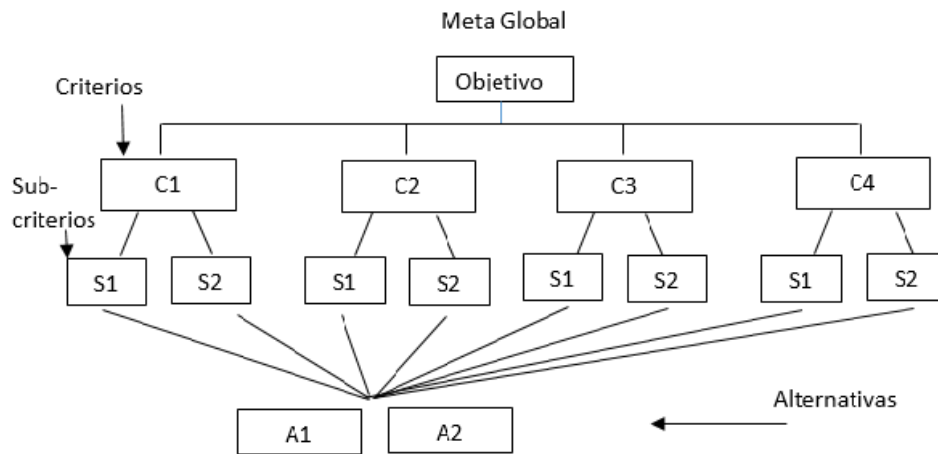 Meta Global
Objetivo
Criterios
C1
C2
C3
C4
Sub-
criterios
S1
S2
S1
S2
S1
S2
S1
S2
Alternativas
A1
A2